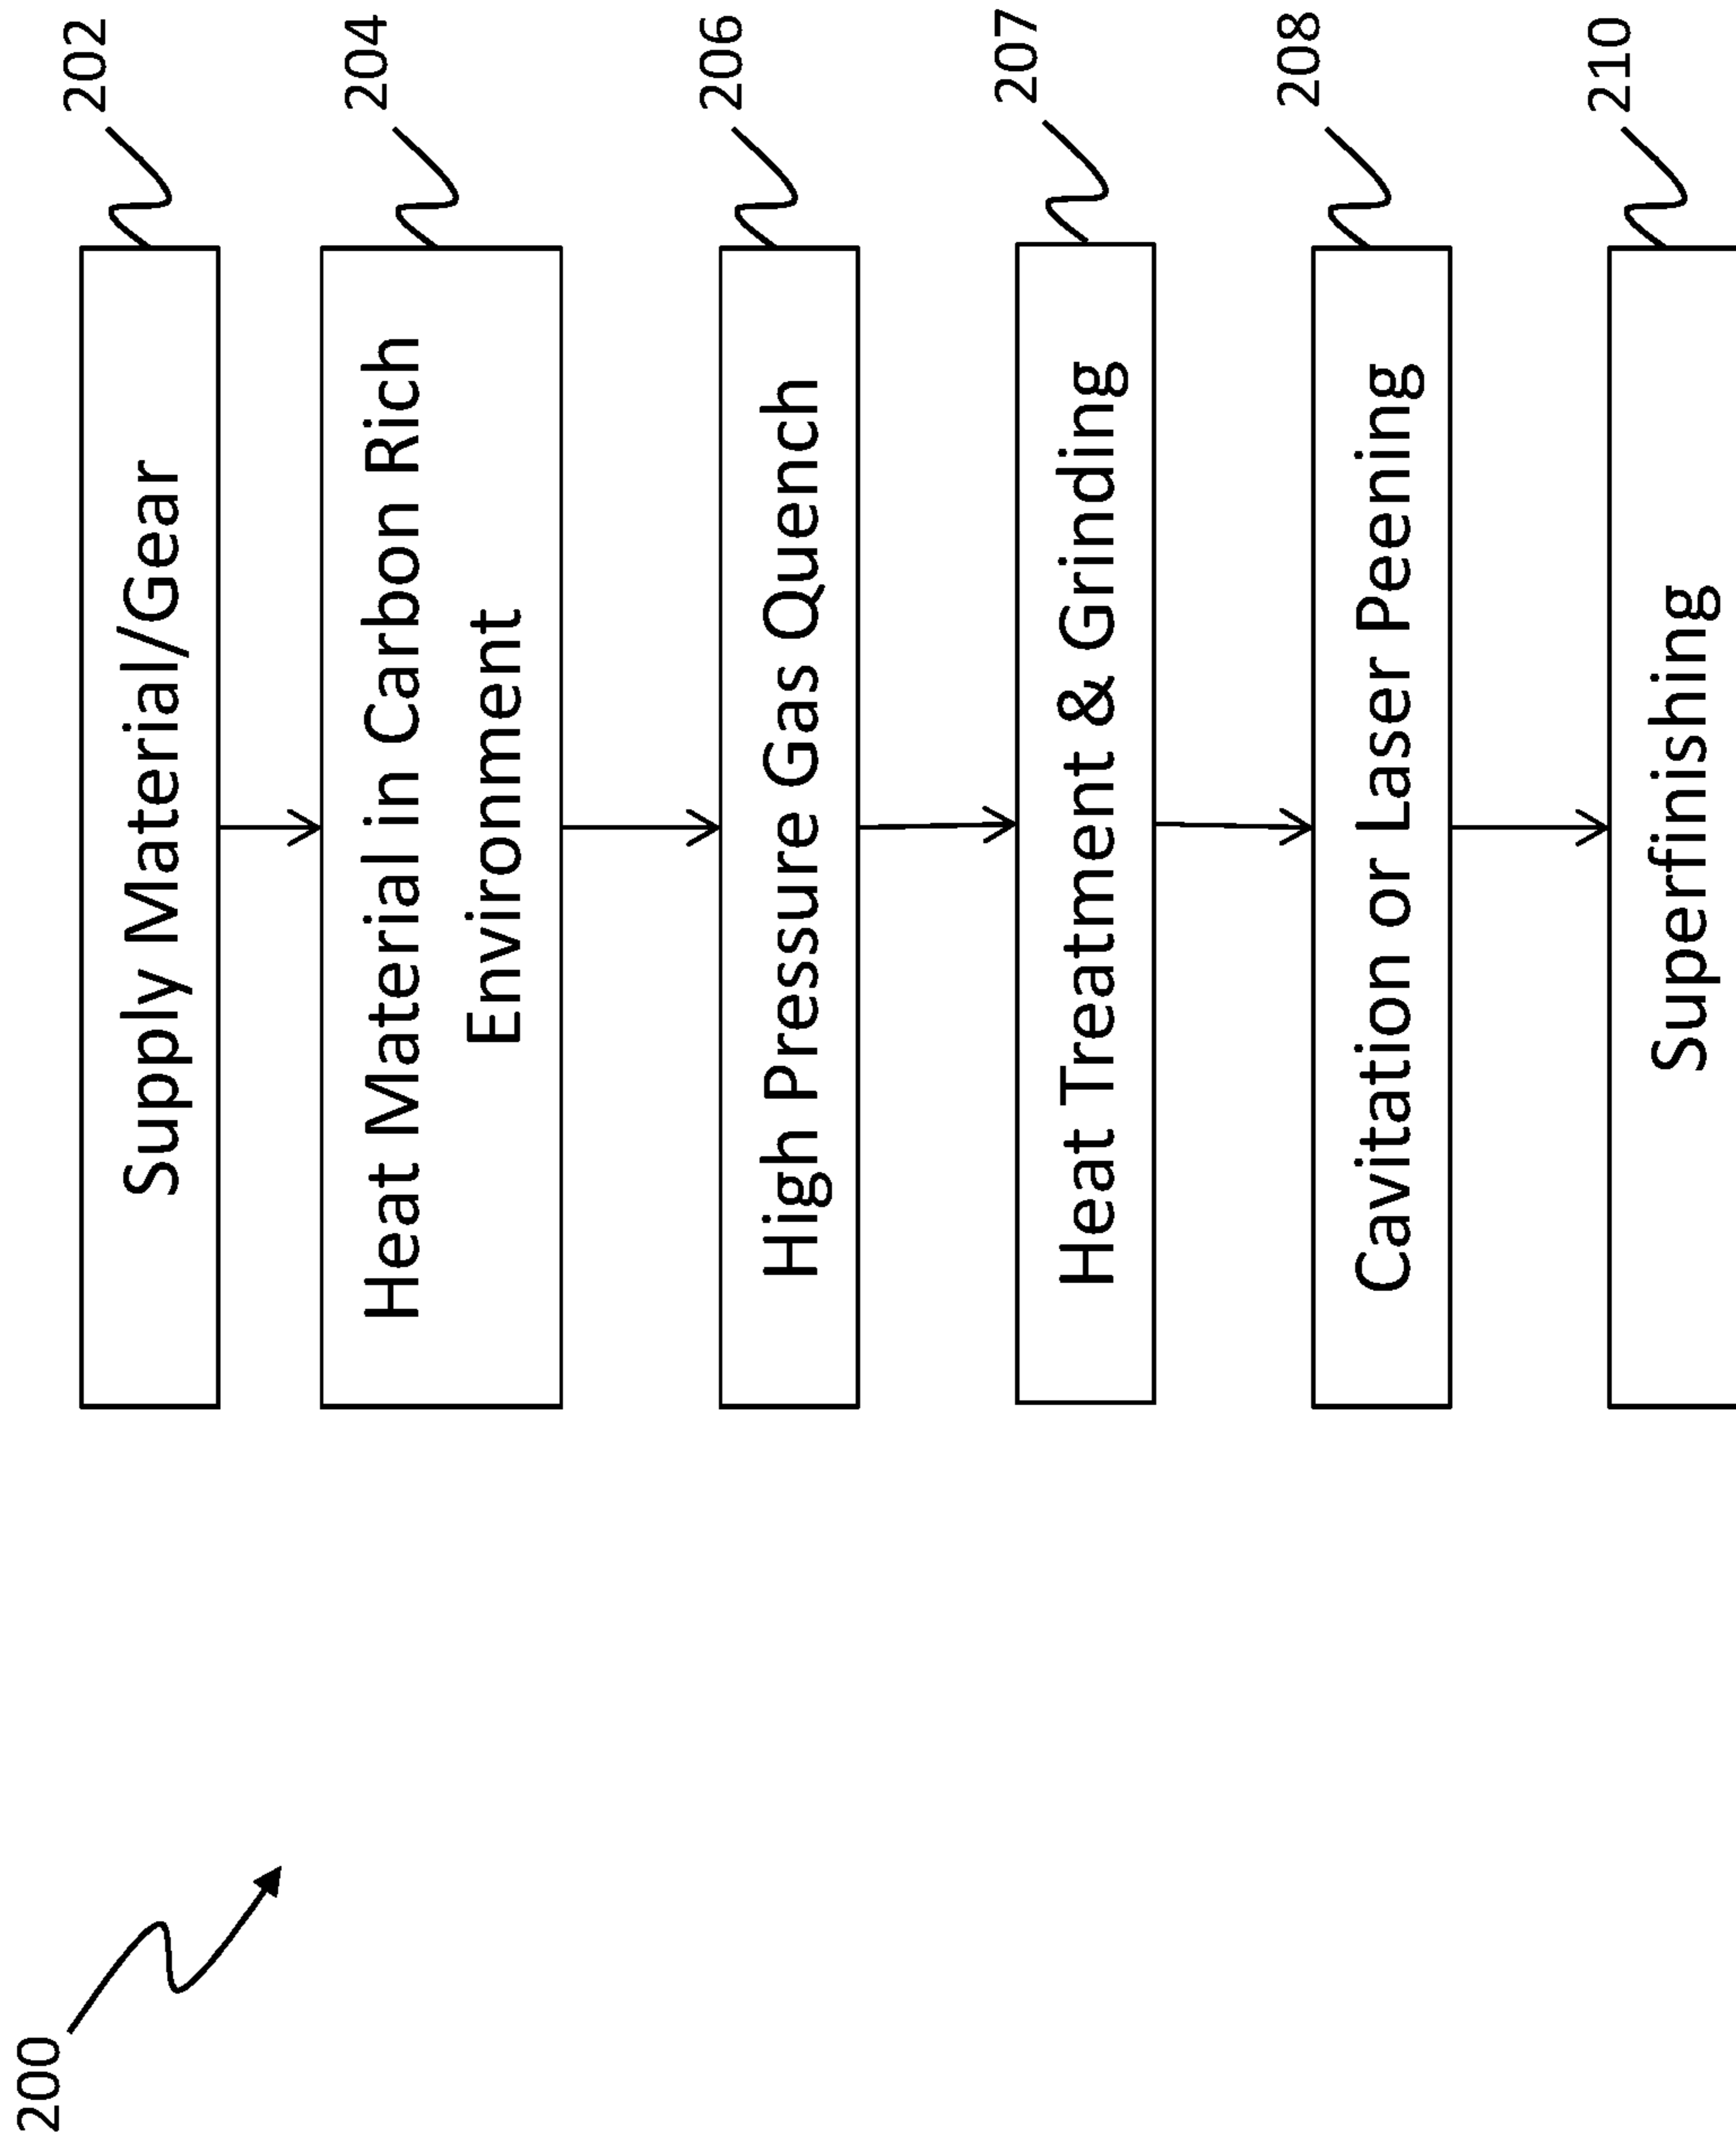 200
Supply Material/Gear
202
Heat Material in Carbon Rich
Environment
204
High Pressure Gas Quench
206
Heat Treatment & Grinding
207
Cavitation or Laser Peening
208
Superfinishing
210